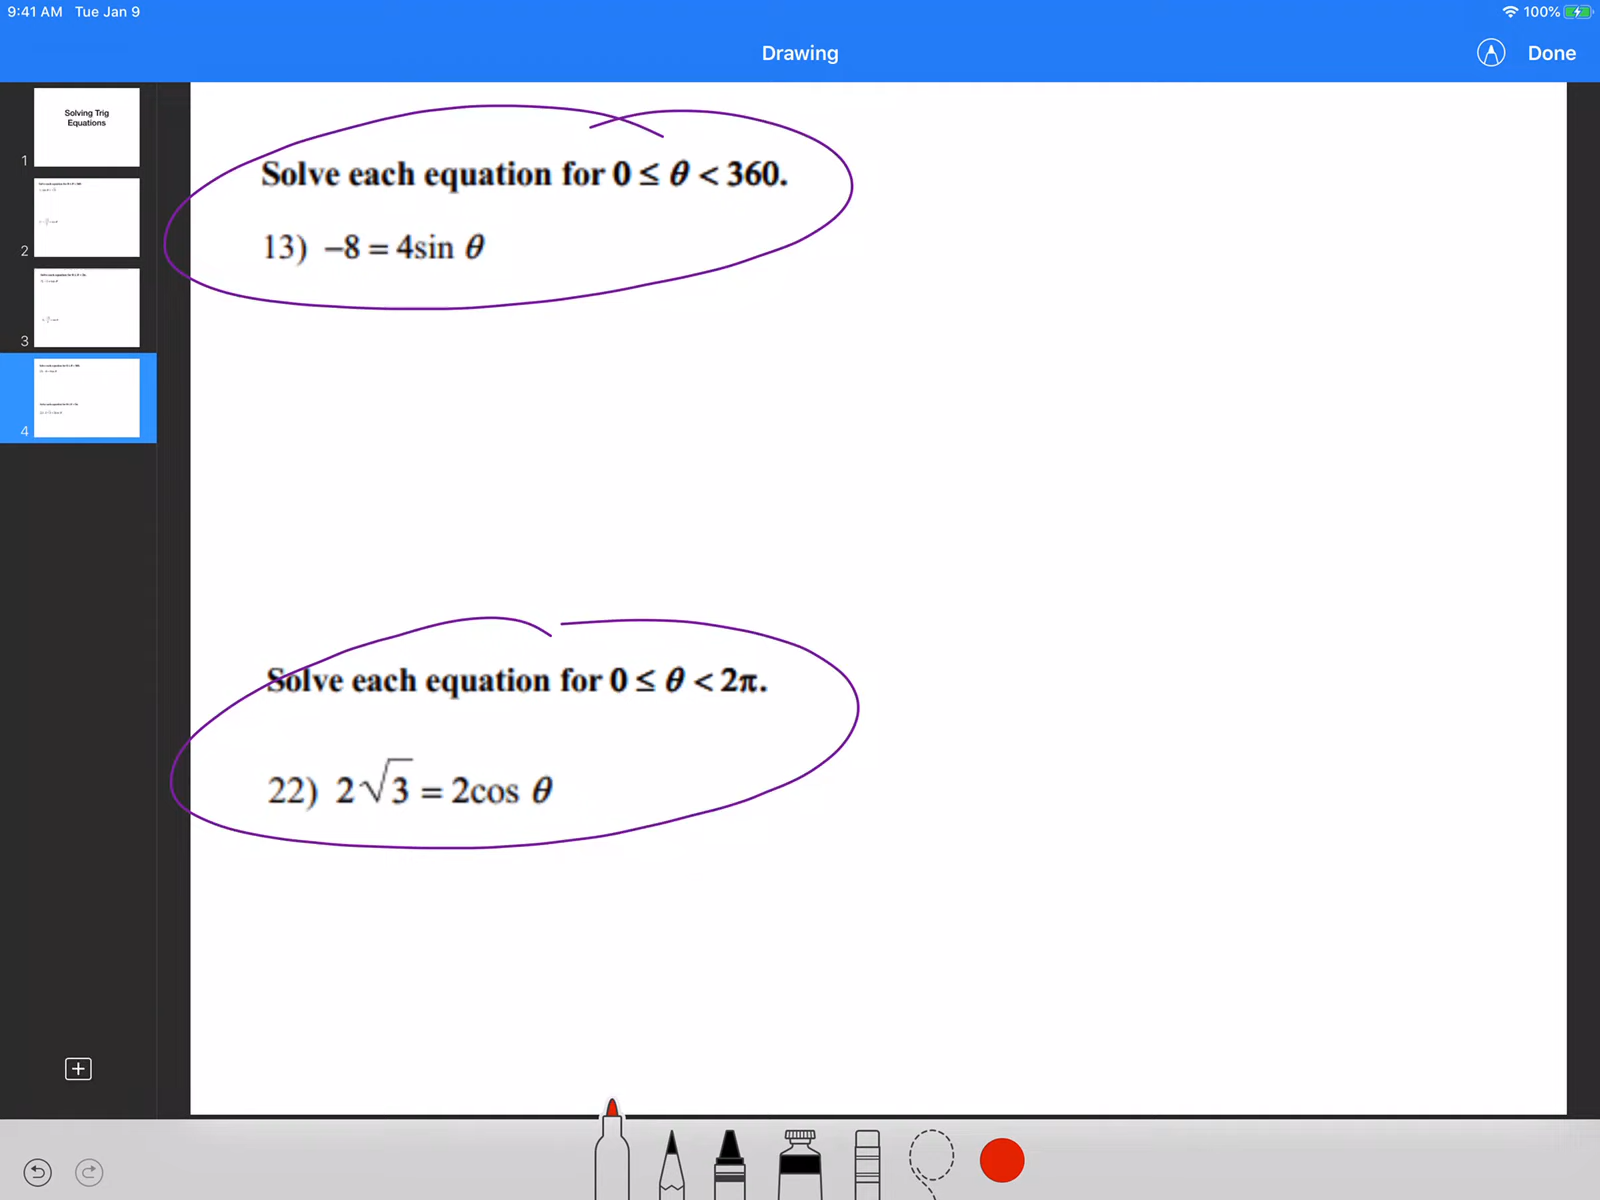 9:41 AM Tue Jan 9
100%
Drawing
Done
Solving Trig
Equations
1
2
3
4
Solve each equation for 0 ≤ θ < 360.
13) –8 = 4sin θ
Solve each equation for 0 ≤ θ < 2π.
22) 2√3 = 2cos θ